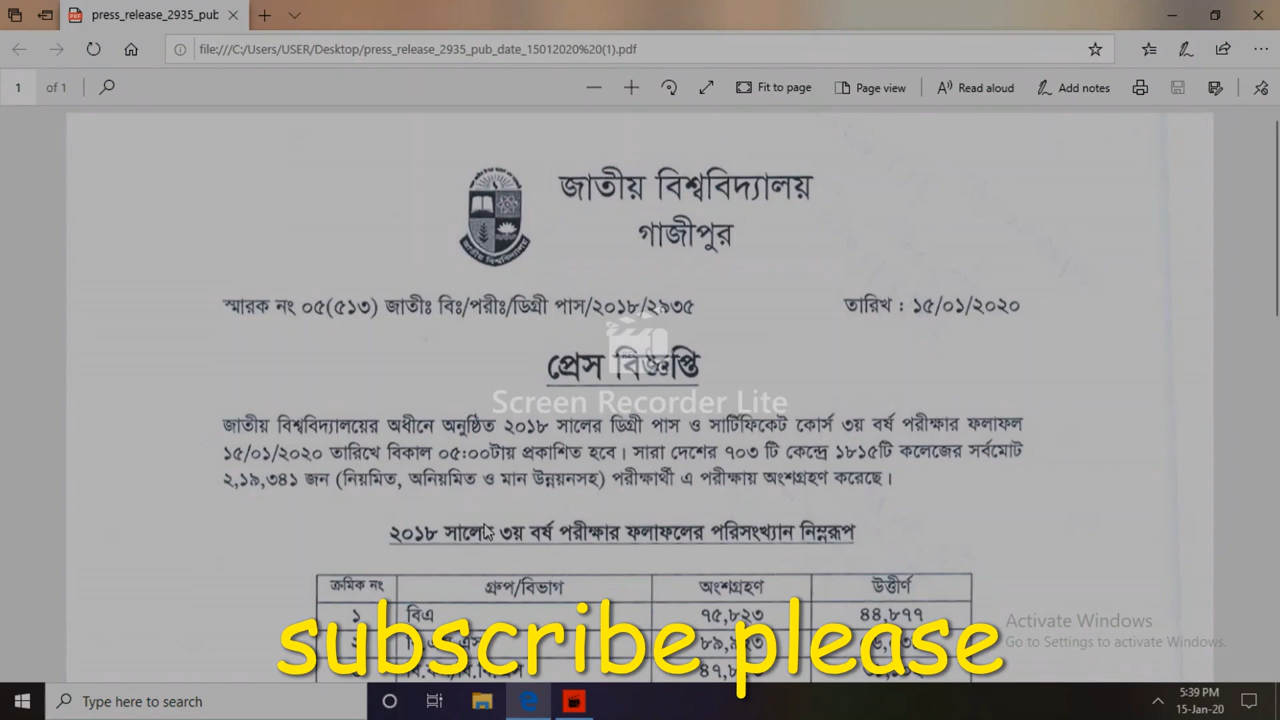 press_release_2935_pub
file:///C:/Users/USER/Desktop/press_release_2935_pub_date_15012020%20(1).pdf
1 of 1
Fit to page
Page view
Read aloud
Add notes
জাতীয় বিশ্ববিদ্যালয়
গাজীপুর
স্মারক নং ০৫(৫১৩) জাতীঃ বিঃ/পরীঃ/ডিগ্রী পাস/২০১৮/২৯৩৫
তারিখ : ১৫/০১/২০২০
প্রেস বিজ্ঞপ্তি
Screen Recorder Lite
জাতীয় বিশ্ববিদ্যালয়ের অধীনে অনুষ্ঠিত ২০১৮ সালের ডিগ্রী পাস ও সার্টিফিকেট কোর্স ৩য় বর্ষ পরীক্ষার ফলাফল
১৫/০১/২০২০ তারিখে বিকাল ০৫:০০টায় প্রকাশিত হবে। সারা দেশের ৭০৩ টি কেন্দ্রে ১৮১৫টি কলেজের সর্বমোট
২,১৯,৩৪১ জন (নিয়মিত, অনিয়মিত ও মান উন্নয়নসহ) পরীক্ষার্থী এ পরীক্ষায় অংশগ্রহণ করেছে।
২০১৮ সালের ৩য় বর্ষ পরীক্ষার ফলাফলের পরিসংখ্যান নিম্নরূপ
ক্রমিক নং গ্রুপ/বিভাগ অংশগ্রহণ উত্তীর্ণ
১ বিএ ৭৫,৮২৩ ৪৪,৮৭৭
subscribe please
Activate Windows
Go to Settings to activate Windows.
Type here to search
5:39 PM
15-Jan-20